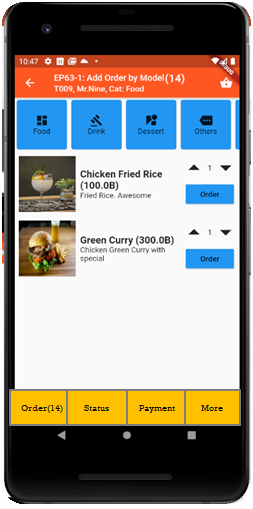 10:47
EP63-1: Add Order by Model(14)
T009, Mr.Nine, Cat: Food
Food
Drink
Dessert
Others
Chicken Fried Rice
(100.0B)
Fried Rice. Awesome
1
Order
Green Curry (300.0B)
Chicken Green Curry with
special
1
Order
Order(14)
Status
Payment
More